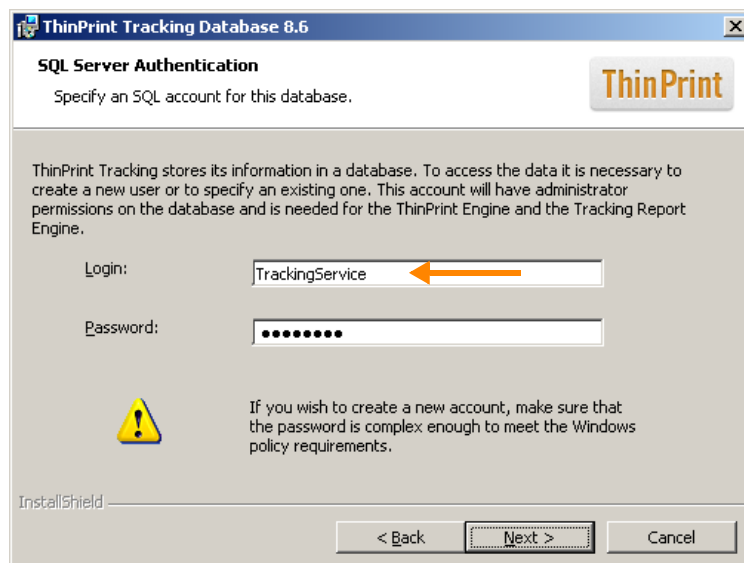 ThinPrint Tracking Database 8.6
SQL Server Authentication
Specify an SQL account for this database.
ThinPrint
ThinPrint Tracking stores its information in a database. To access the data it is necessary to
create a new user or to specify an existing one. This account will have administrator
permissions on the database and is needed for the ThinPrint Engine and the Tracking Report
Engine.
Login:
TrackingService
Password:
●●●●●●●●
If you wish to create a new account, make sure that
the password is complex enough to meet the Windows
policy requirements.
InstallShield
< Back
Next >
Cancel